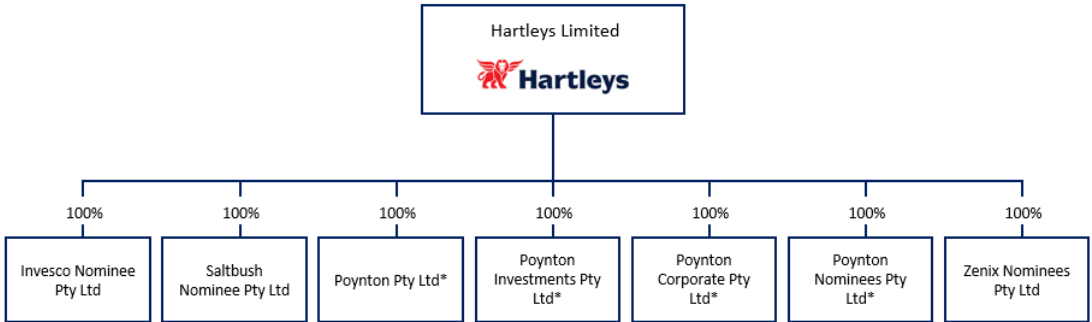 Hartleys Limited
Hartleys
100%
100%
100%
100%
100%
100%
100%
Invesco Nominee
Pty Ltd
Saltbush
Nominee Pty Ltd
Poynton Pty Ltd*
Poynton
Investments Pty
Ltd*
Poynton
Corporate Pty
Ltd*
Poynton
Nominees Pty
Ltd*
Zenix Nominees
Pty Ltd